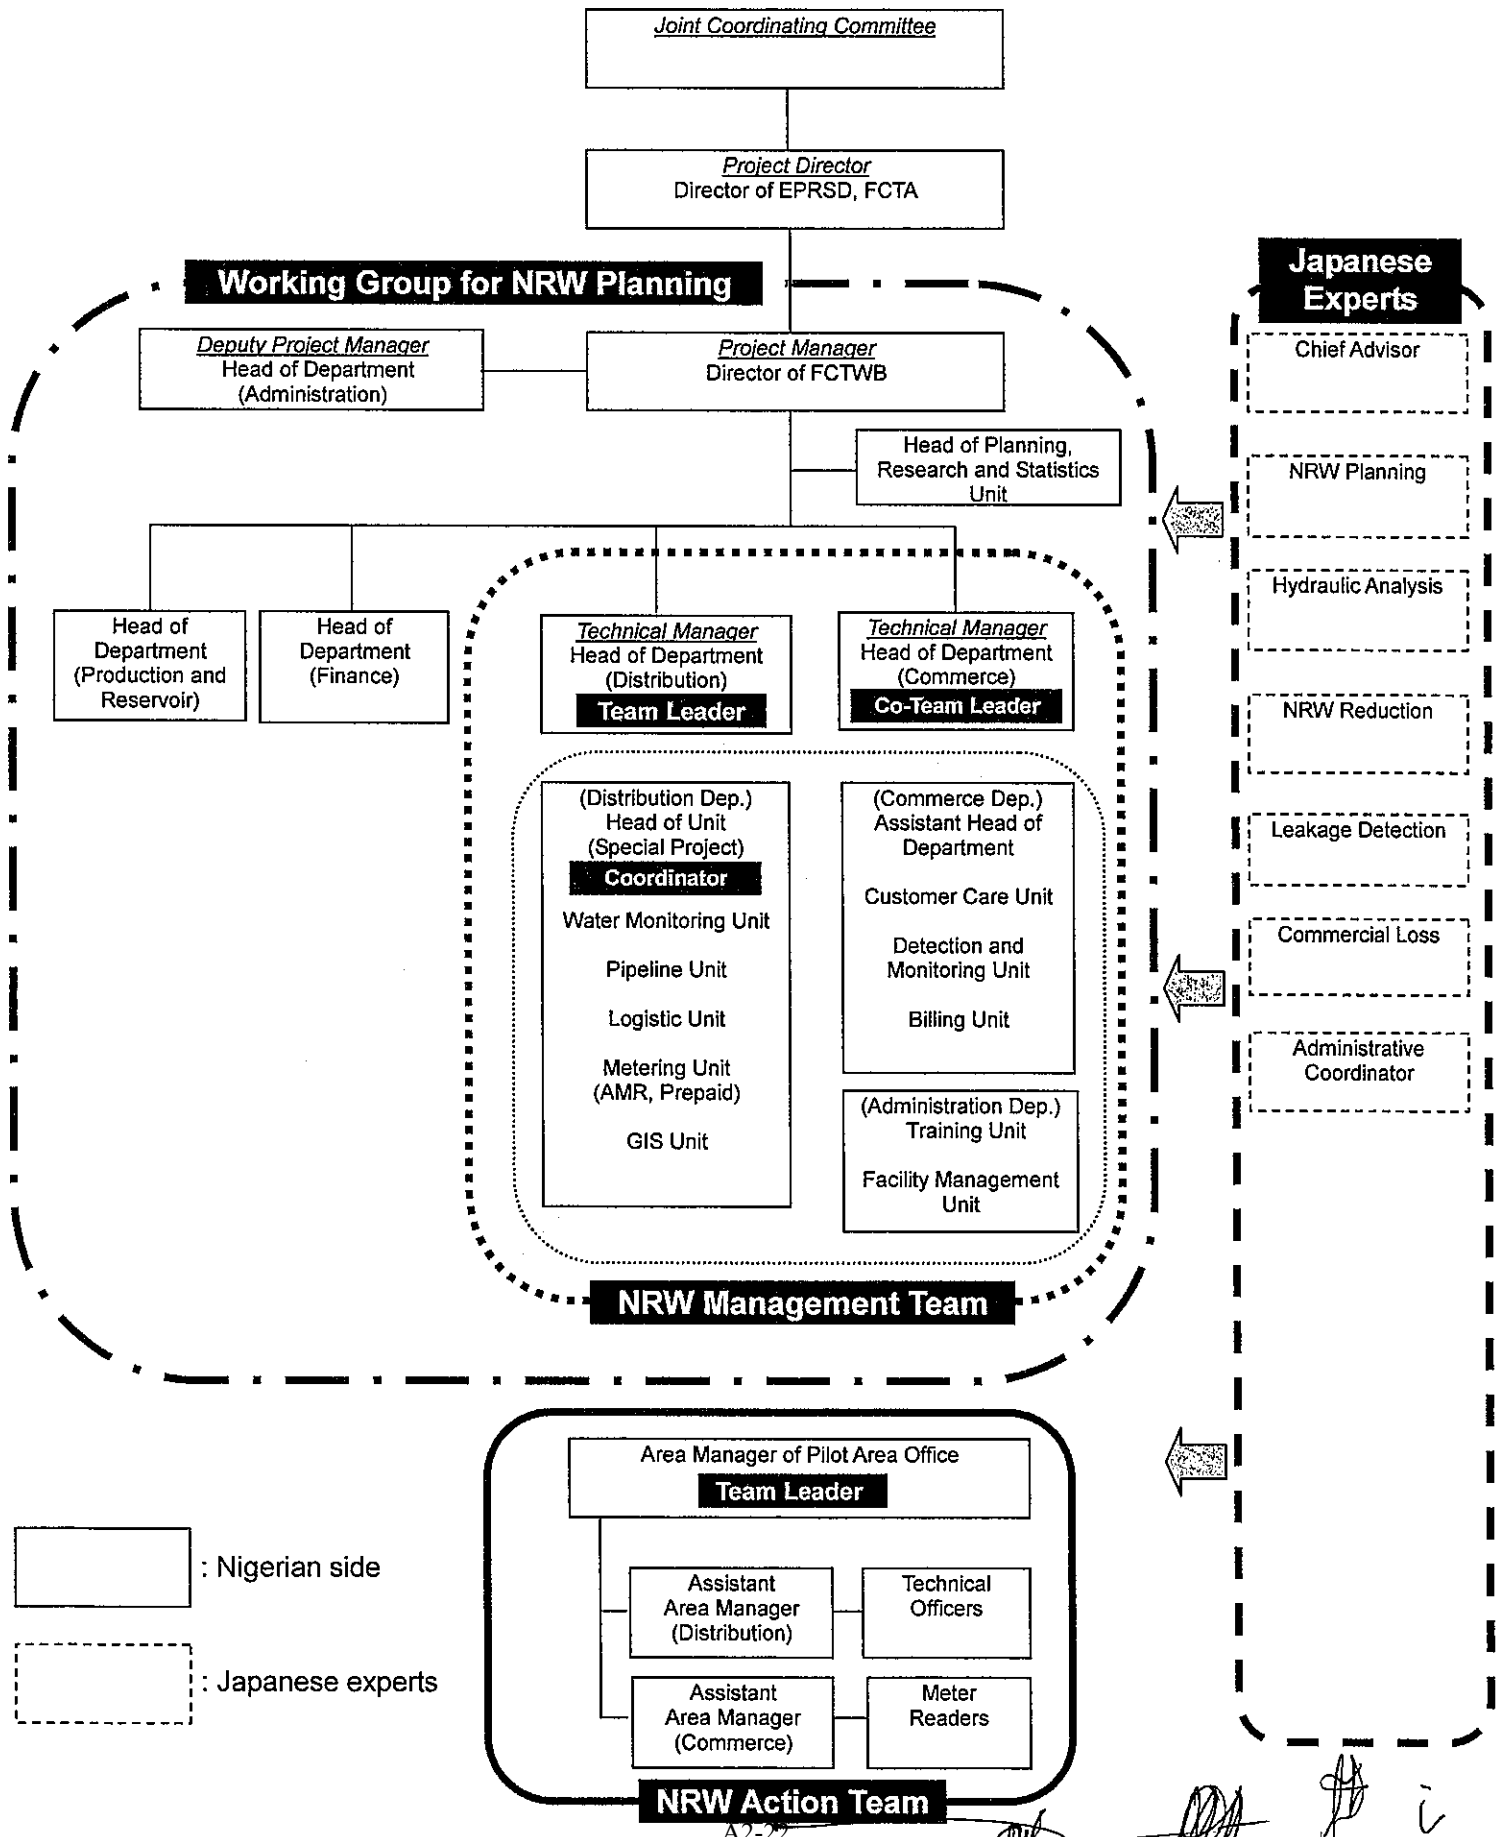 Joint Coordinating Committee
Project Director
Director of EPRSD, FCTA
Working Group for NRW Planning
Deputy Project Manager
Head of Department
(Administration)
Project Manager
Director of FCTWB
Head of Planning,
Research and Statistics
Unit
Head of
Department
(Production and
Reservoir)
Head of
Department
(Finance)
Technical Manager
Head of Department
(Distribution)
Team Leader
Technical Manager
Head of Department
(Commerce)
Co-Team Leader
(Distribution Dep.)
Head of Unit
(Special Project)
Coordinator
Water Monitoring Unit
Pipeline Unit
Logistic Unit
Metering Unit
(AMR, Prepaid)
GIS Unit
(Commerce Dep.)
Assistant Head of
Department
Customer Care Unit
Detection and
Monitoring Unit
Billing Unit
(Administration Dep.)
Training Unit
Facility Management
Unit
NRW Management Team
Japanese
Experts
Chief Advisor
NRW Planning
Hydraulic Analysis
NRW Reduction
Leakage Detection
Commercial Loss
Administrative
Coordinator
Area Manager of Pilot Area Office
Team Leader
Assistant
Area Manager
(Distribution)
Technical
Officers
Assistant
Area Manager
(Commerce)
Meter
Readers
NRW Action Team
: Nigerian side
: Japanese experts
A2-22